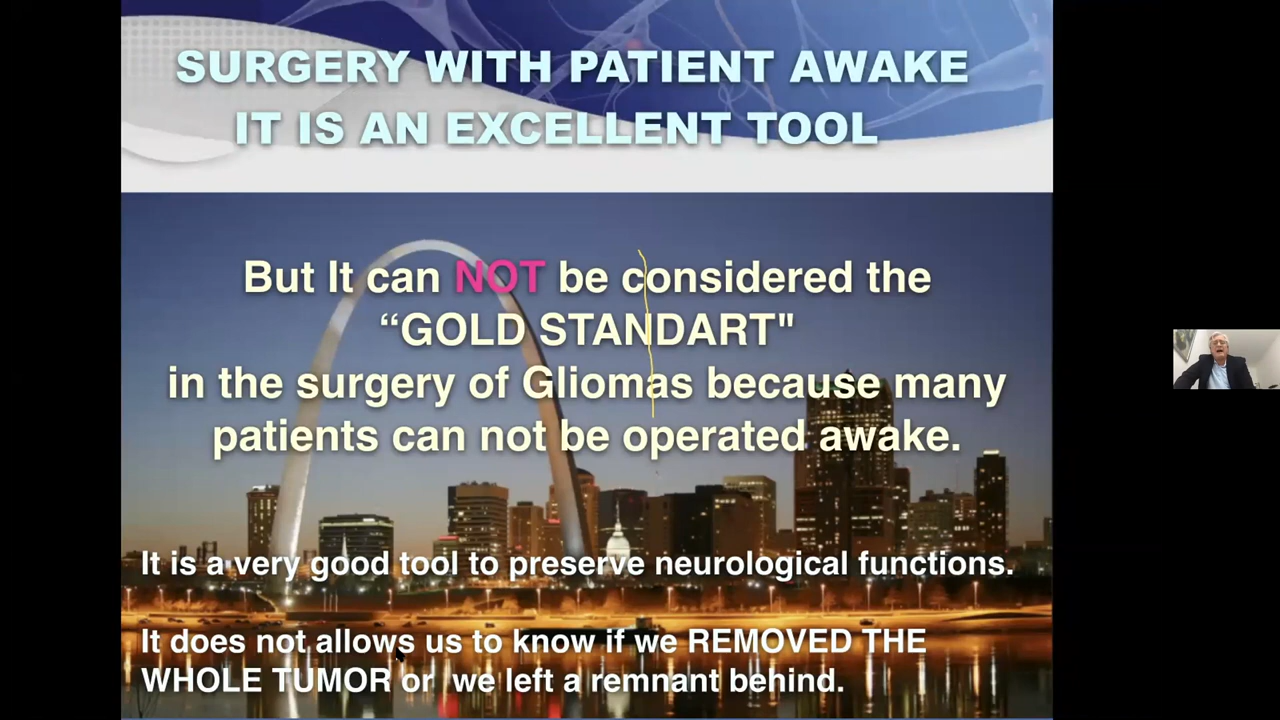 SURGERY WITH PATIENT AWAKE
IT IS AN EXCELLENT TOOL
But It can NOT be considered the
“GOLD STANDART"
in the surgery of Gliomas because many
patients can not be operated awake.
It is a very good tool to preserve neurological functions.
It does not allows us to know if we REMOVED THE
WHOLE TUMOR or we left a remnant behind.